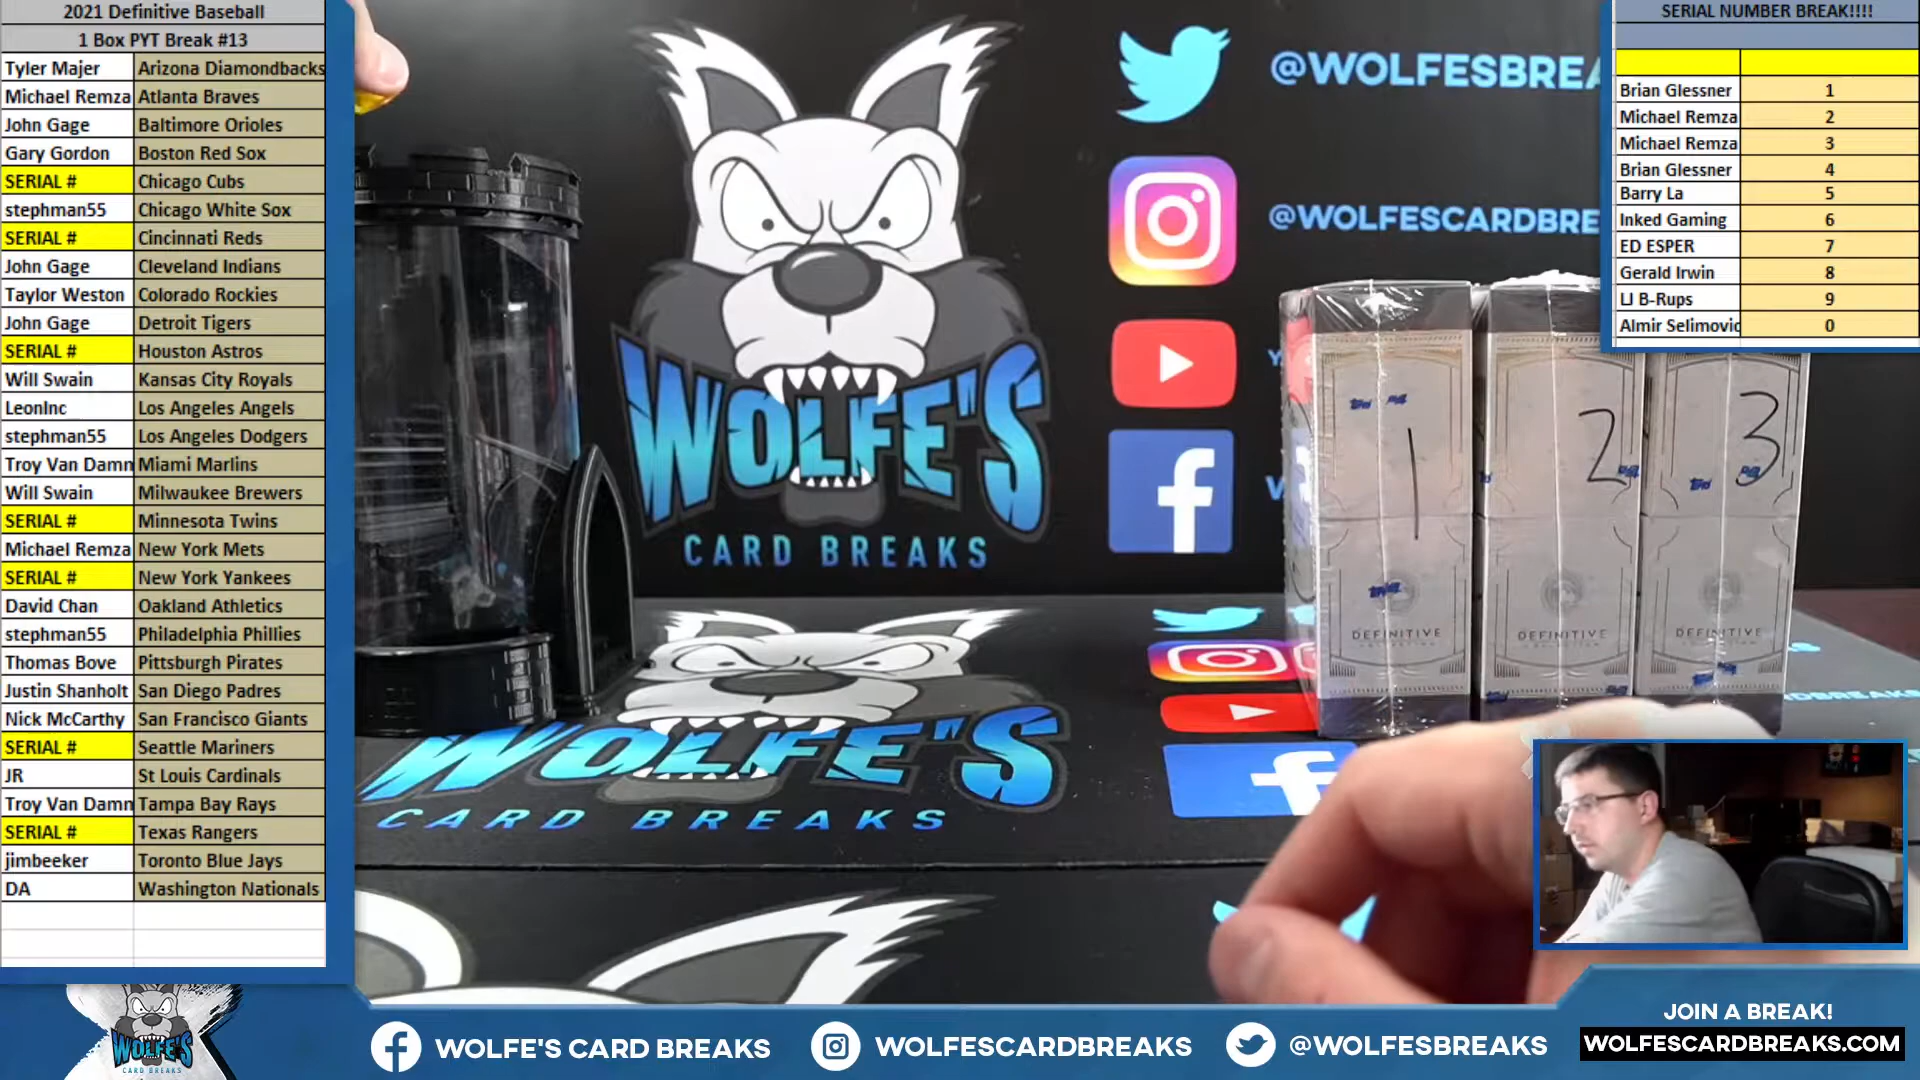 2021 Definitive Baseball
1 Box PYT Break #13
Tyler Majer Arizona Diamondbacks
Michael Remza Atlanta Braves
John Gage Baltimore Orioles
Gary Gordon Boston Red Sox
SERIAL # Chicago Cubs
stephman55 Chicago White Sox
SERIAL # Cincinnati Reds
John Gage Cleveland Indians
Taylor Weston Colorado Rockies
John Gage Detroit Tigers
SERIAL # Houston Astros
Will Swain Kansas City Royals
LeonInc Los Angeles Angels
stephman55 Los Angeles Dodgers
Troy Van Damn Miami Marlins
Will Swain Milwaukee Brewers
SERIAL # Minnesota Twins
Michael Remza New York Mets
SERIAL # New York Yankees
David Chan Oakland Athletics
stephman55 Philadelphia Phillies
Thomas Bove Pittsburgh Pirates
Justin Shanholt San Diego Padres
Nick McCarthy San Francisco Giants
SERIAL # Seattle Mariners
JR St Louis Cardinals
Troy Van Damn Tampa Bay Rays
SERIAL # Texas Rangers
jimbeeker Toronto Blue Jays
DA Washington Nationals
WOLFE'S
CARD BREAKS
@WOLFESBREA
@WOLFESCARDBRE
1 2 3
DEFINITIVE DEFINITIVE DEFINITIVE
WOLFE'S
CARD BREAKS
RDBREAKS
SERIAL NUMBER BREAK!!!!
Brian Glessner 1
Michael Remza 2
Michael Remza 3
Brian Glessner 4
Barry La 5
Inked Gaming 6
ED ESPER 7
Gerald Irwin 8
LJ B-Rups 9
Almir Selimovic 0
WOLFE'S
CARD BREAKS
WOLFE'S CARD BREAKS
WOLFESCARDBREAKS
@WOLFESBREAKS
JOIN A BREAK!
WOLFESCARDBREAKS.COM